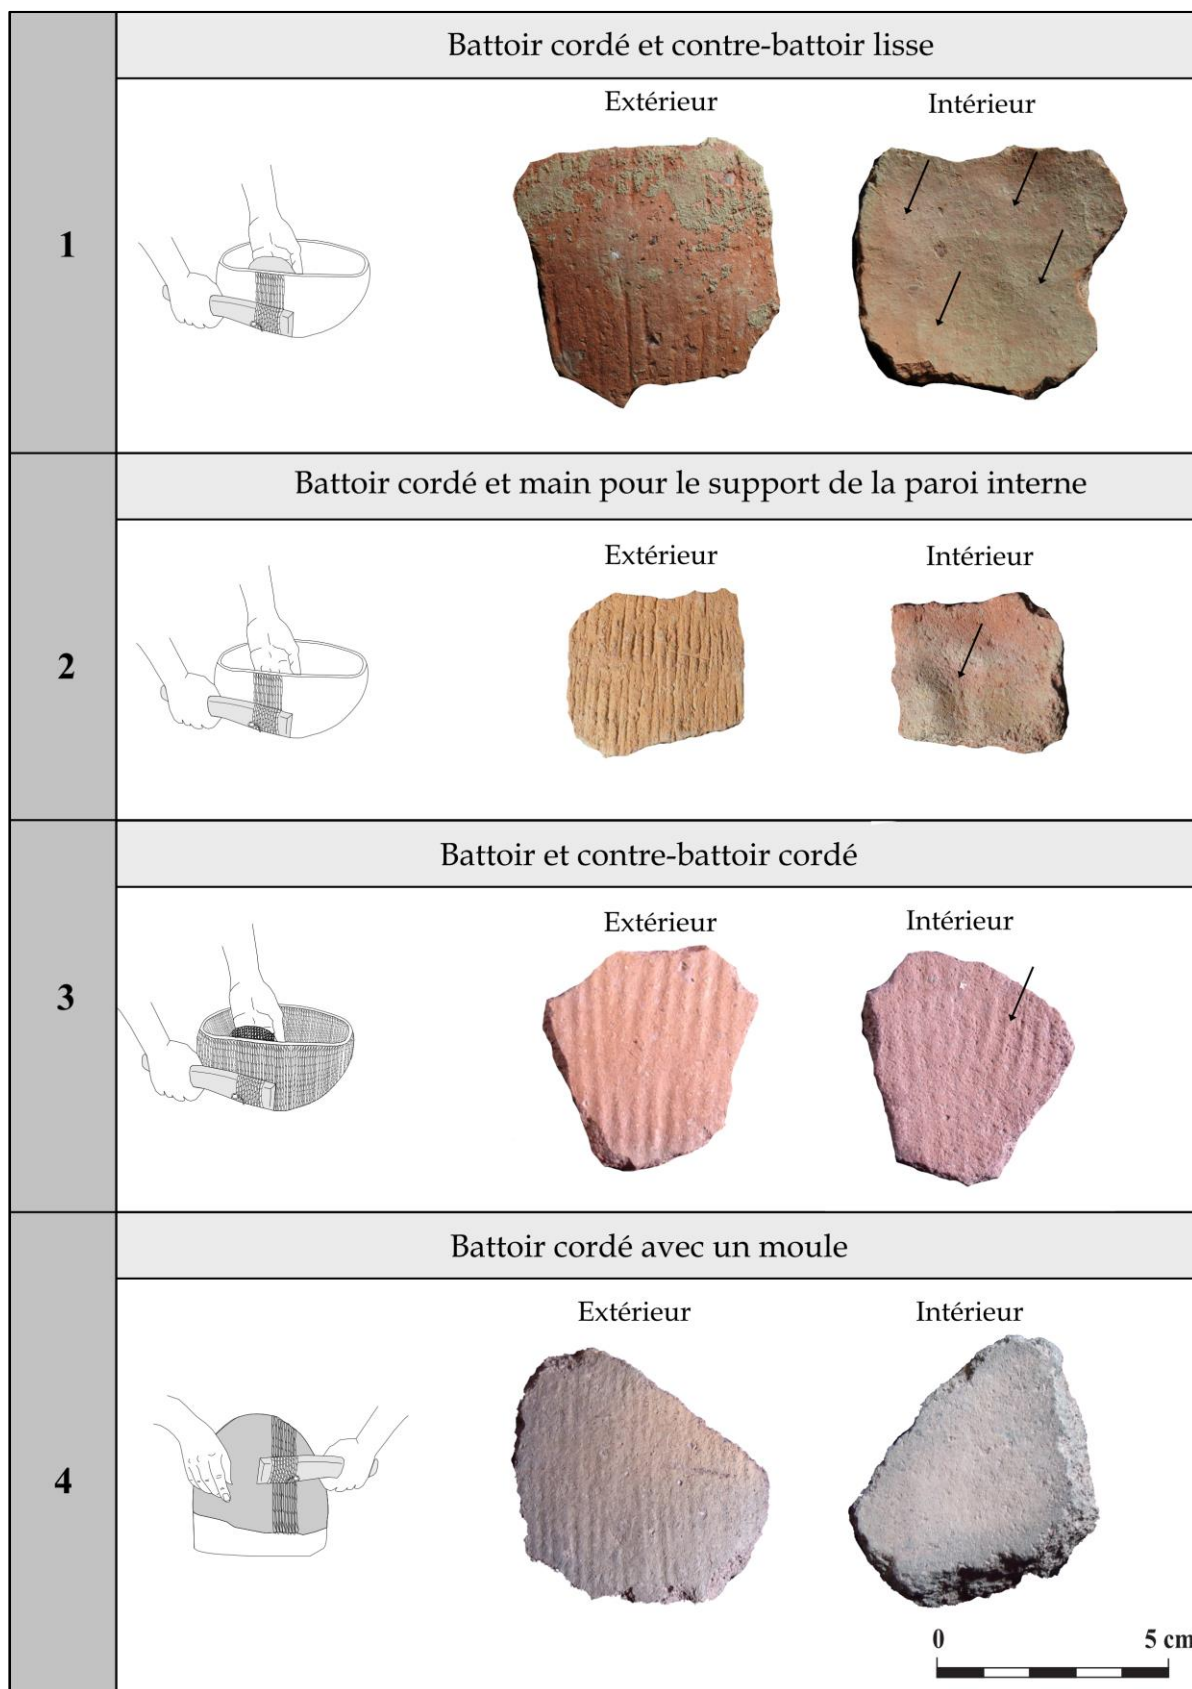 Battoir cordé et contre-battoir lisse
Extérieur
Intérieur
1
Battoir cordé et main pour le support de la paroi interne
Extérieur
Intérieur
2
Battoir et contre-battoir cordé
Extérieur
Intérieur
3
Battoir cordé avec un moule
Extérieur
Intérieur
4
0 5 cm